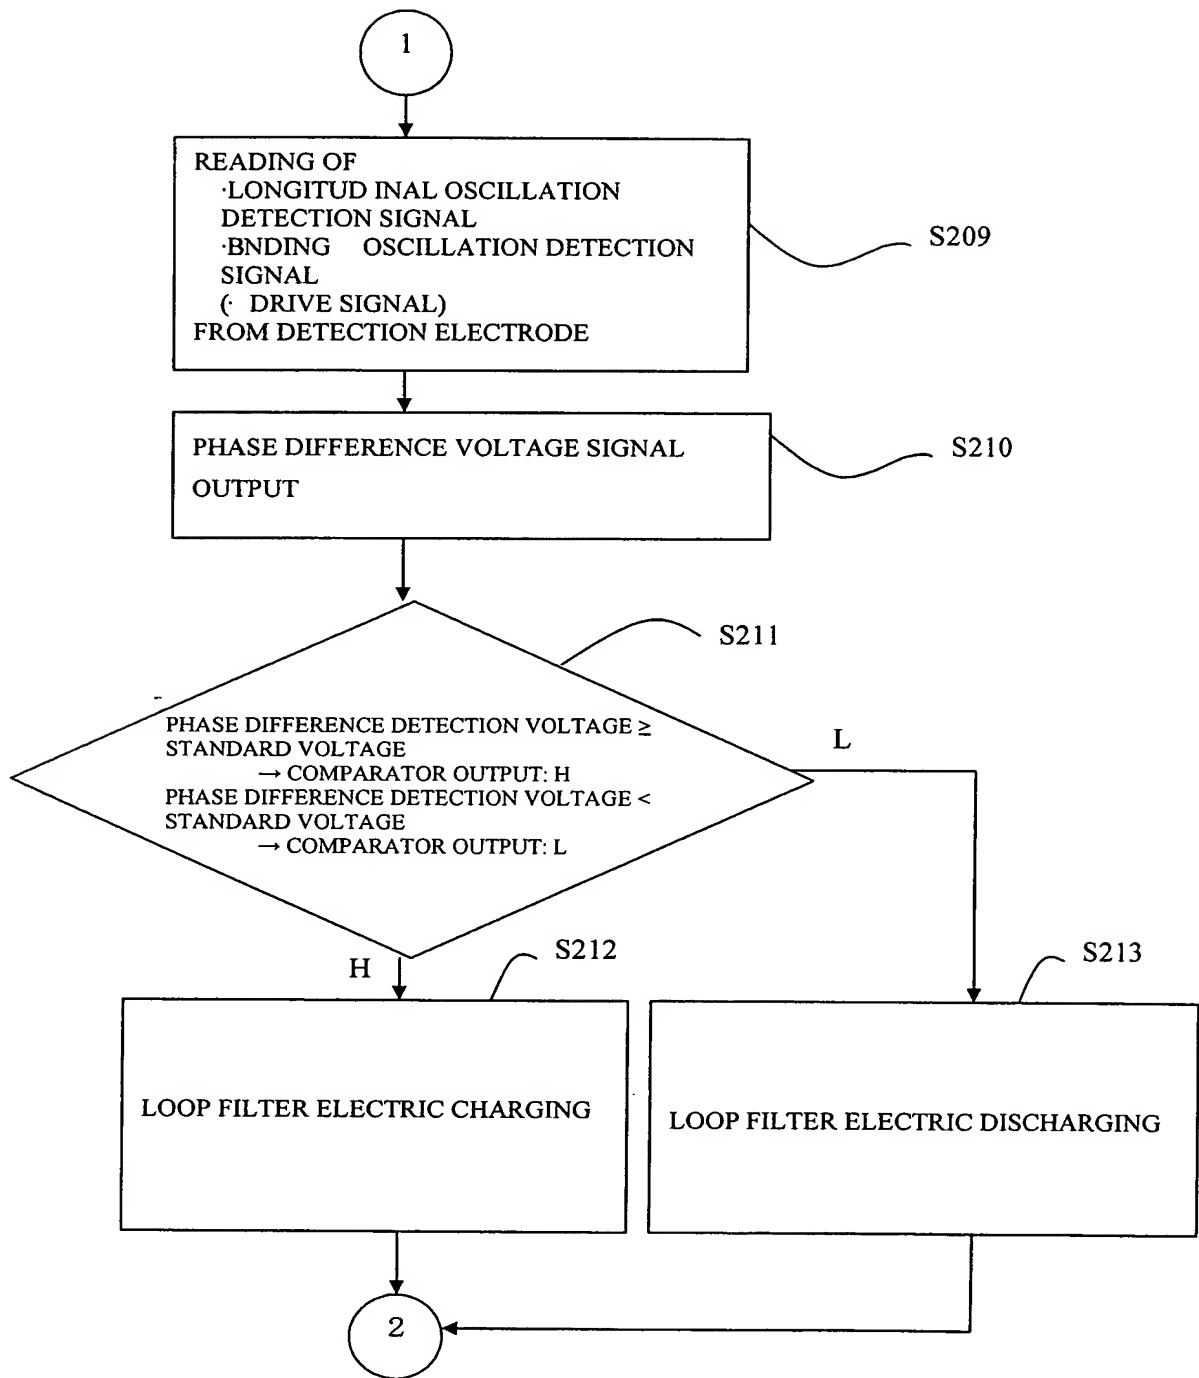 1
READING OF
·LONGITUD INAL OSCILLATION
DETECTION SIGNAL
·BNDING OSCILLATION DETECTION
SIGNAL
(· DRIVE SIGNAL)
FROM DETECTION ELECTRODE
S209
PHASE DIFFERENCE VOLTAGE SIGNAL
OUTPUT
S210
S211
PHASE DIFFERENCE DETECTION VOLTAGE ≥
STANDARD VOLTAGE
→ COMPARATOR OUTPUT: H
PHASE DIFFERENCE DETECTION VOLTAGE <
STANDARD VOLTAGE
→ COMPARATOR OUTPUT: L
L
H
S212
S213
LOOP FILTER ELECTRIC CHARGING
LOOP FILTER ELECTRIC DISCHARGING
2